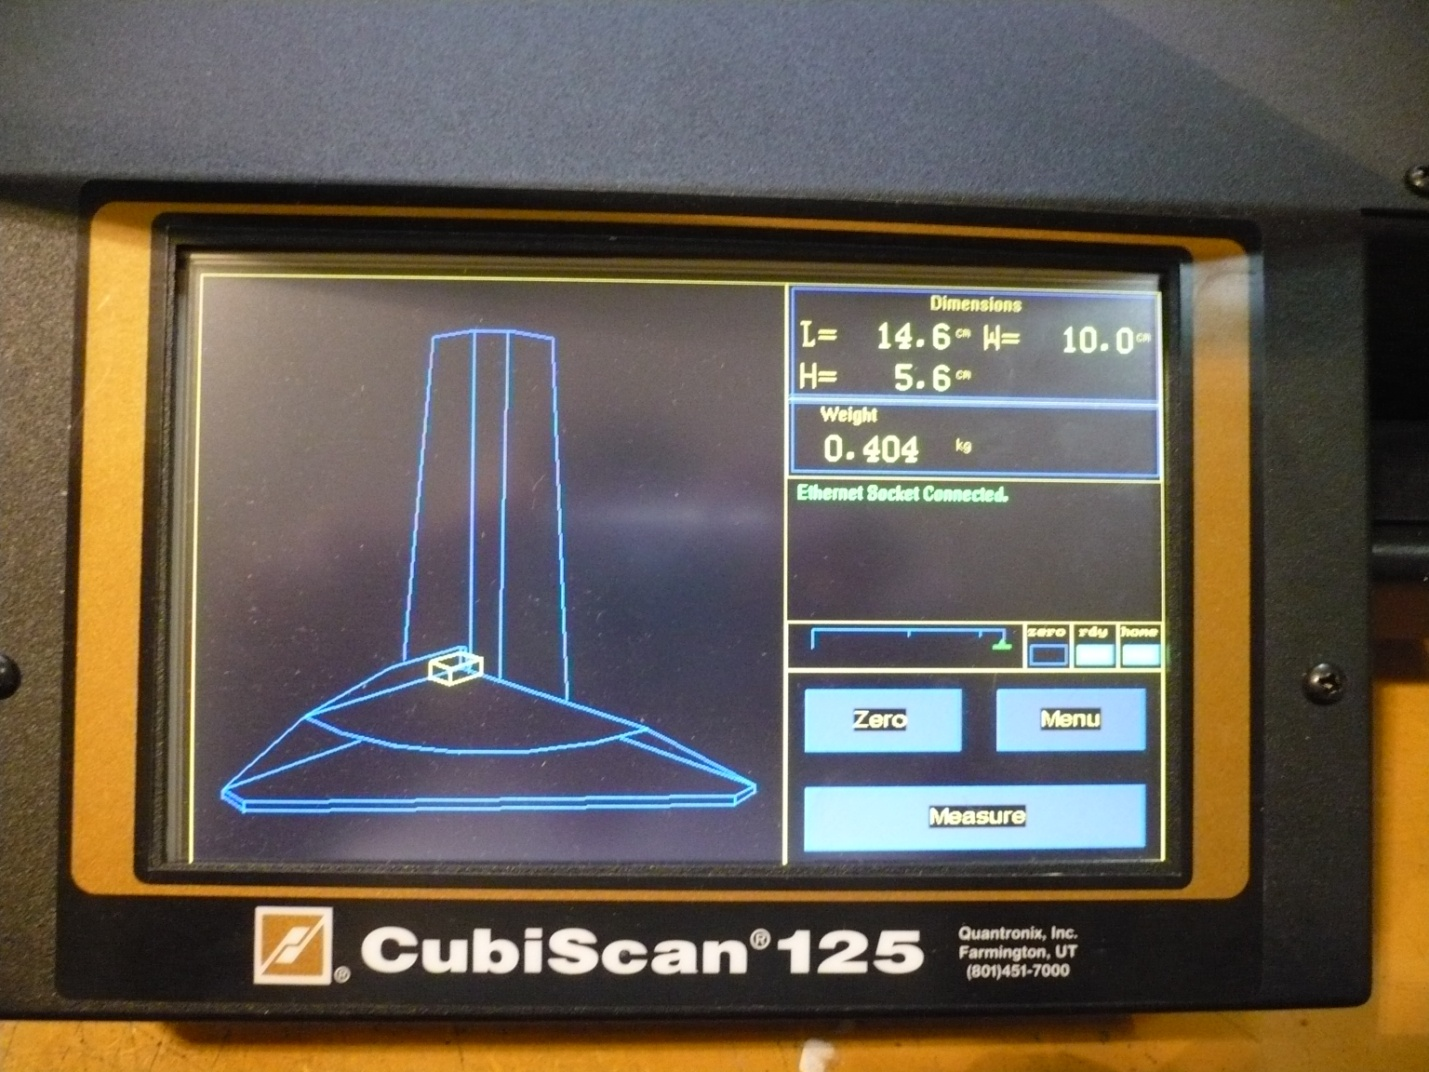 Dimensions
L= 14.6 cm W= 10.0 cm
H= 5.6 cm
Weight
0.404 kg
Ethernet Socket Connected.
zero rdy home
Zero Menu
Measure
®
CubiScan® 125
Quantronix, Inc.
Farmington, UT
(801)451-7000